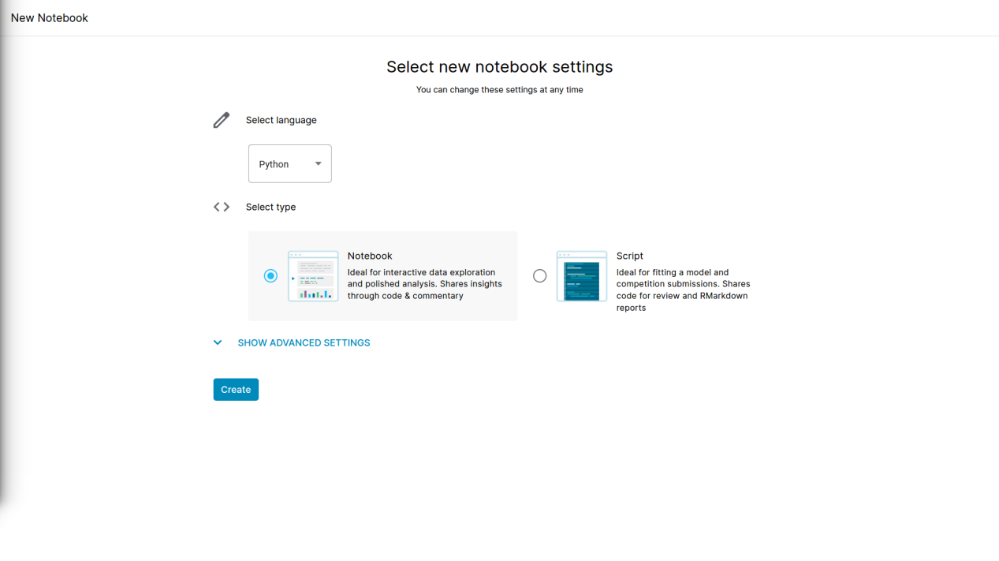 New Notebook
Select new notebook settings
You can change these settings at any time
Select language
Python
Select type
Notebook
Ideal for interactive data exploration
and polished analysis. Shares insights
through code & commentary
Script
Ideal for fitting a model and
competition submissions. Shares
code for review and RMarkdown
reports
SHOW ADVANCED SETTINGS
Create